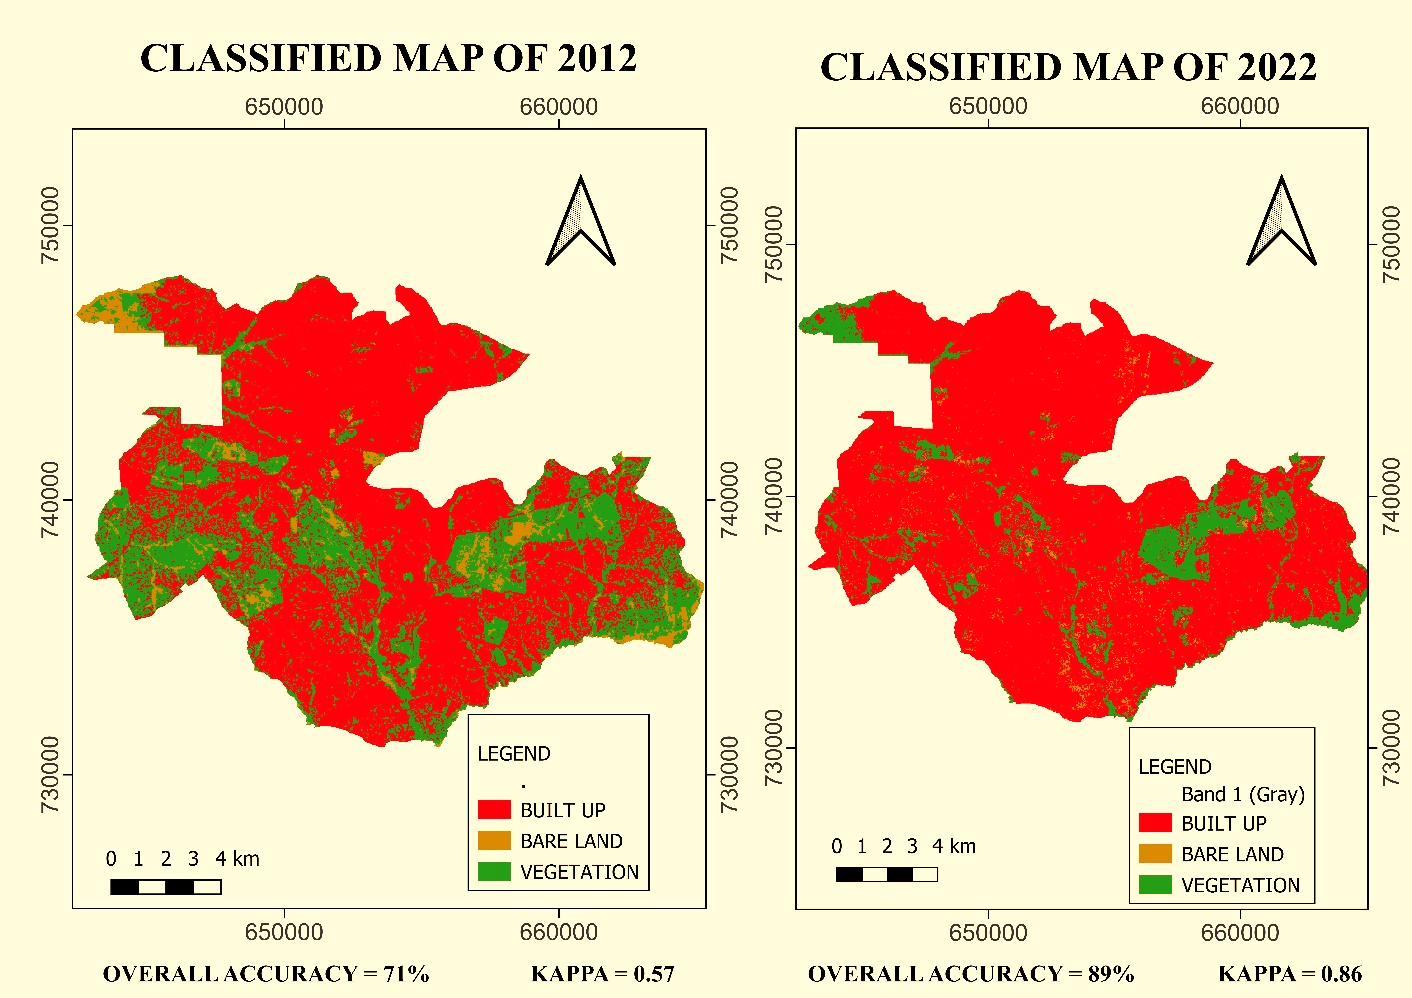 CLASSIFIED MAP OF 2012
650000 660000
750000
740000
730000
750000
740000
730000
LEGEND
.
BUILT UP
BARE LAND
VEGETATION
0 1 2 3 4 km
650000 660000
OVERALL ACCURACY = 71% KAPPA = 0.57
CLASSIFIED MAP OF 2022
650000 660000
750000
740000
730000
750000
740000
730000
LEGEND
Band 1 (Gray)
BUILT UP
BARE LAND
VEGETATION
0 1 2 3 4 km
650000 660000
OVERALL ACCURACY = 89% KAPPA = 0.86